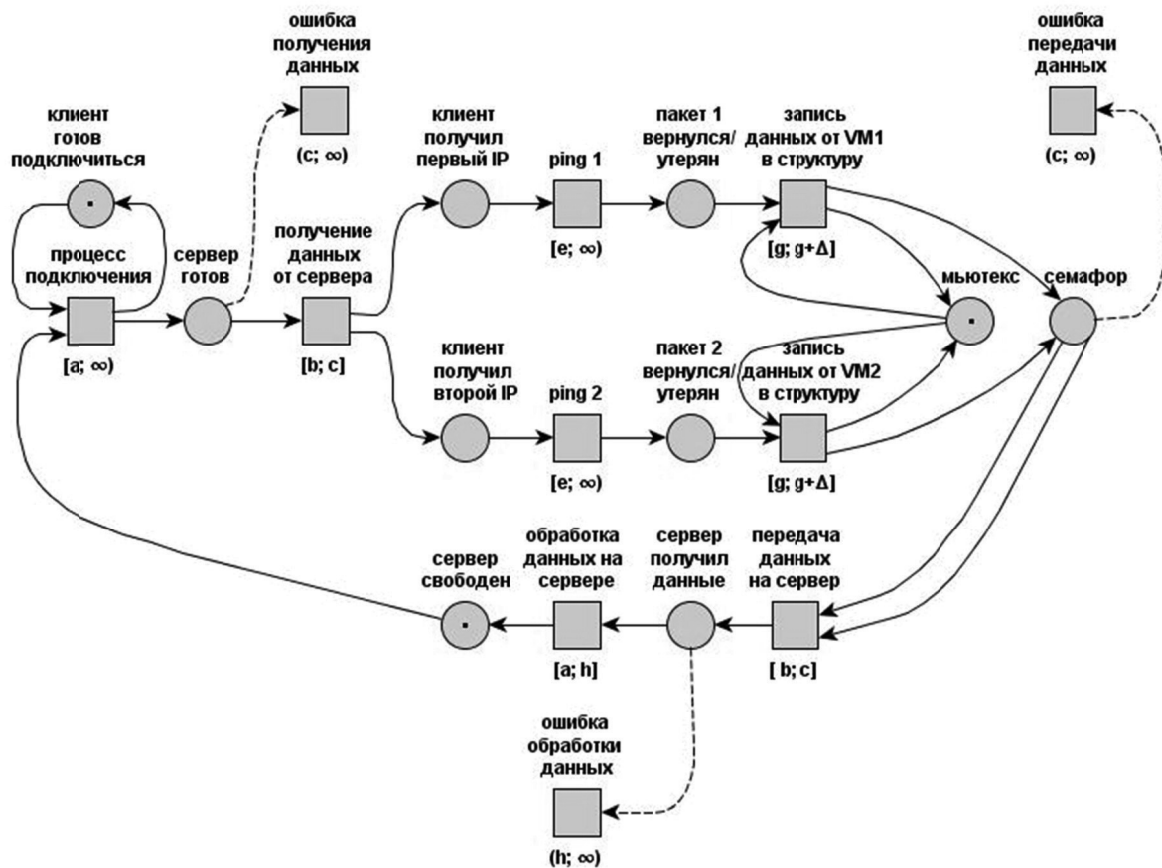 ошибка
получения
данных
(c; ∞)
ошибка
передачи
данных
(c; ∞)
клиент
готов
подключиться
процесс
подключения
[a; ∞)
сервер
готов
получение
данных
от сервера
[b; c]
клиент
получил
первый IP
ping 1
[e; ∞)
пакет 1
вернулся/
утерян
запись
данных от VM1
в структуру
[g; g+Δ]
мьютекс
семафор
клиент
получил
второй IP
ping 2
[e; ∞)
пакет 2
вернулся/
утерян
запись
данных от VM2
в структуру
[g; g+Δ]
сервер
свободен
обработка
данных на
сервере
[a; h]
сервер
получил
данные
передача
данных
на сервер
[ b; c]
ошибка
обработки
данных
(h; ∞)